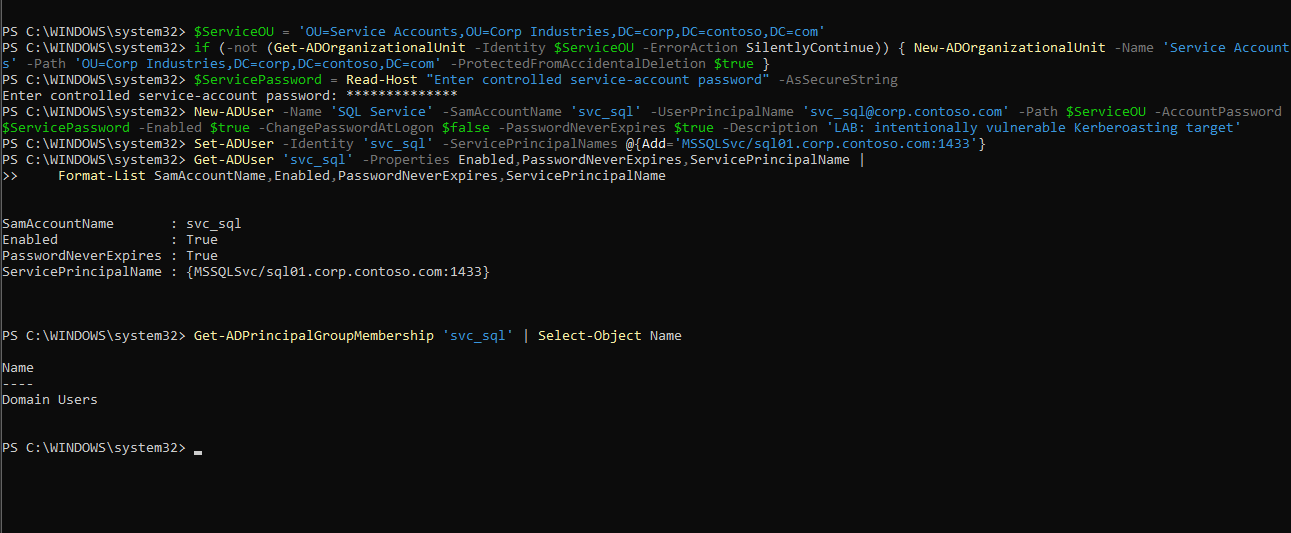 PS C:\WINDOWS\system32> $ServiceOU = 'OU=Service Accounts,OU=Corp Industries,DC=corp,DC=contoso,DC=com'
PS C:\WINDOWS\system32> if (-not (Get-ADOrganizationalUnit -Identity $ServiceOU -ErrorAction SilentlyContinue)) { New-ADOrganizationalUnit -Name 'Service Account
s' -Path 'OU=Corp Industries,DC=corp,DC=contoso,DC=com' -ProtectedFromAccidentalDeletion $true }
PS C:\WINDOWS\system32> $ServicePassword = Read-Host "Enter controlled service-account password" -AsSecureString
Enter controlled service-account password: **************
PS C:\WINDOWS\system32> New-ADUser -Name 'SQL Service' -SamAccountName 'svc_sql' -UserPrincipalName 'svc_sql@corp.contoso.com' -Path $ServiceOU -AccountPassword
$ServicePassword -Enabled $true -ChangePasswordAtLogon $false -PasswordNeverExpires $true -Description 'LAB: intentionally vulnerable Kerberoasting target'
PS C:\WINDOWS\system32> Set-ADUser -Identity 'svc_sql' -ServicePrincipalNames @{Add='MSSQLSvc/sql01.corp.contoso.com:1433'}
PS C:\WINDOWS\system32> Get-ADUser 'svc_sql' -Properties Enabled,PasswordNeverExpires,ServicePrincipalName |
>>     Format-List SamAccountName,Enabled,PasswordNeverExpires,ServicePrincipalName
SamAccountName       : svc_sql
Enabled              : True
PasswordNeverExpires : True
ServicePrincipalName : {MSSQLSvc/sql01.corp.contoso.com:1433}
PS C:\WINDOWS\system32> Get-ADPrincipalGroupMembership 'svc_sql' | Select-Object Name
Name
----
Domain Users
PS C:\WINDOWS\system32>